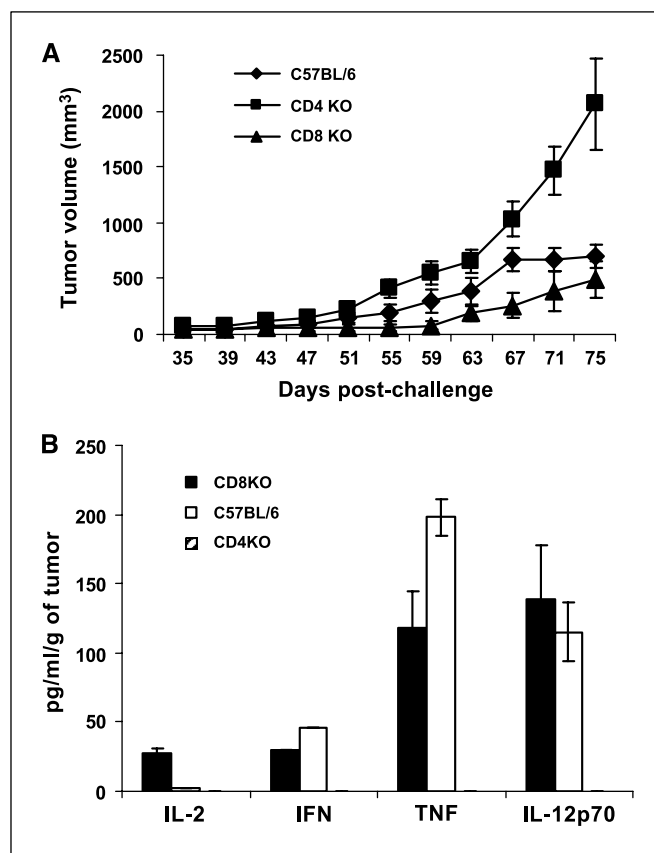 A
C57BL/6
CD4 KO
CD8 KO
Tumor volume (mm³)
2500
2000
1500
1000
500
0
35 39 43 47 51 55 59 63 67 71 75
Days post-challenge
B
CD8KO
C57BL/6
CD4KO
pg/ml/g of tumor
250
200
150
100
50
0
IL-2 IFN TNF IL-12p70